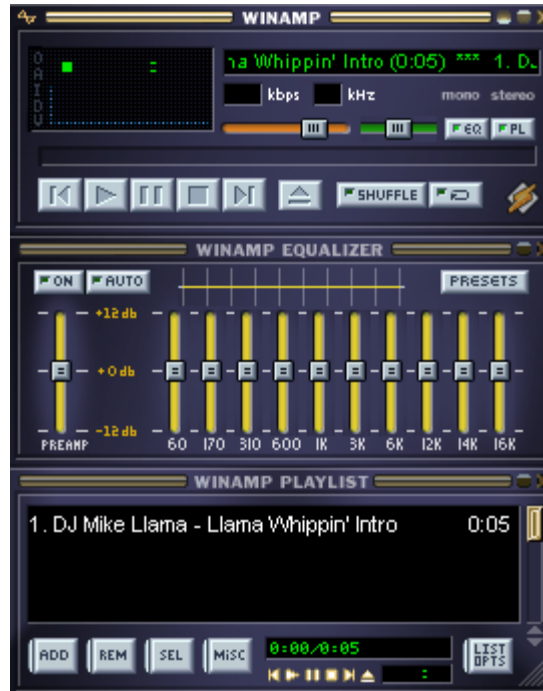 WINAMP
O A I D V
na Whippin' Intro (0:05) *** 1. DJ
kbps kHz mono stereo
EQ PL
SHUFFLE
WINAMP EQUALIZER
ON AUTO PRESETS
+12 db
+0 db
-12 db
PREAMP 60 170 310 600 1K 3K 6K 12K 14K 16K
WINAMP PLAYLIST
1. DJ Mike Llama - Llama Whippin' Intro 0:05
ADD REM SEL MISC 0:00/0:05 LIST OPTS